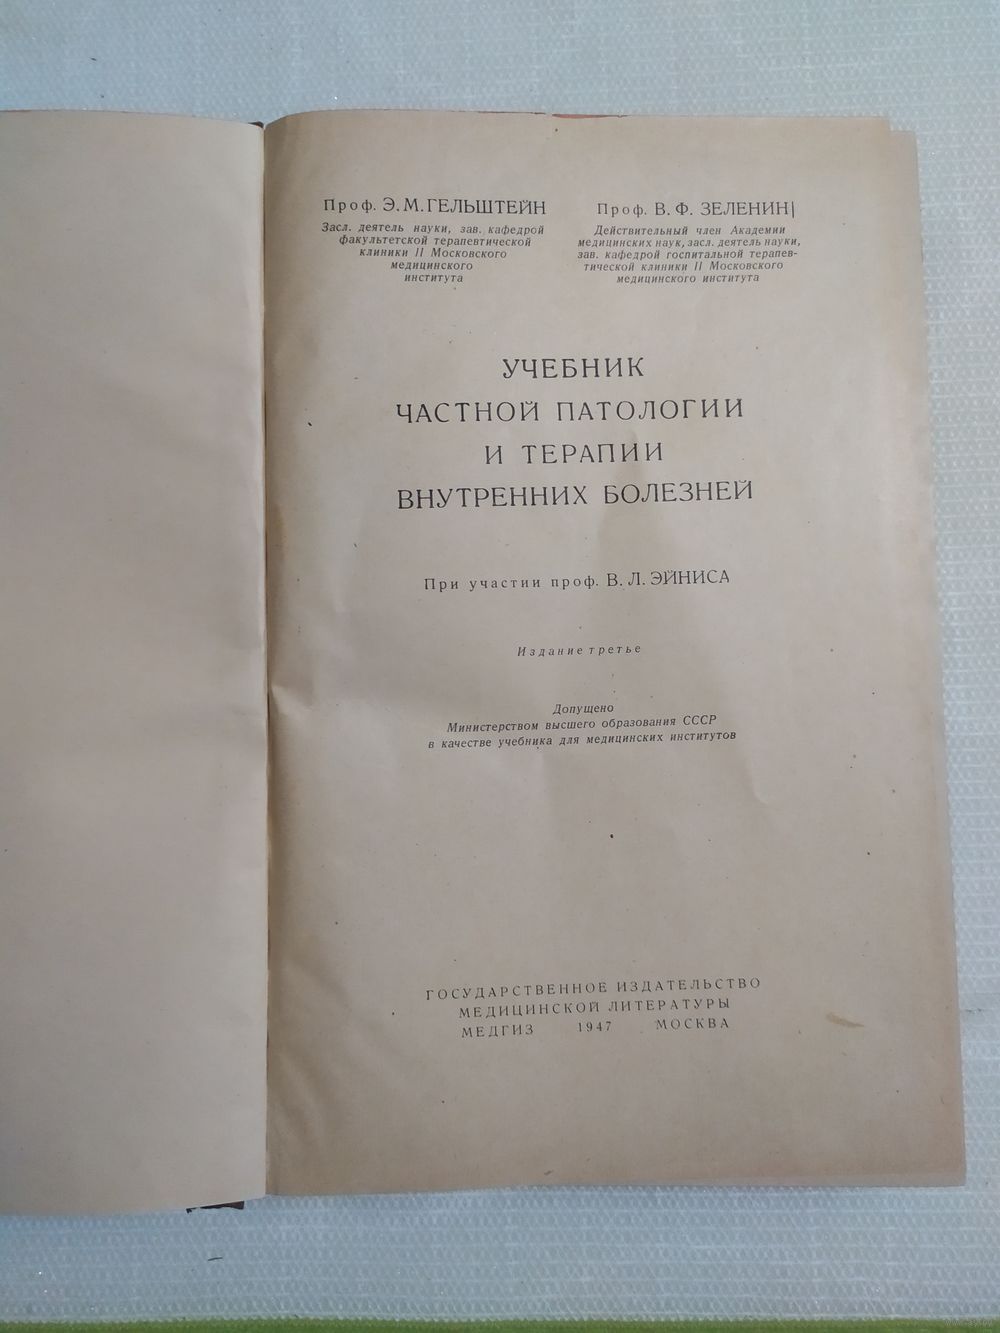 Проф. Э. М. ГЕЛЬШТЕЙН
Засл. деятель науки, зав. кафедрой
факультетской терапевтической
клиники II Московского
медицинского
института
Проф. В. Ф. ЗЕЛЕНИН
Действительный член Академии
медицинских наук, засл. деятель науки,
зав. кафедрой госпитальной терапев-
тической клиники II Московского
медицинского института
УЧЕБНИК
ЧАСТНОЙ ПАТОЛОГИИ
И ТЕРАПИИ
ВНУТРЕННИХ БОЛЕЗНЕЙ
При участии проф. В. Л. ЭЙНИСА
Издание третье
Допущено
Министерством высшего образования СССР
в качестве учебника для медицинских институтов
ГОСУДАРСТВЕННОЕ ИЗДАТЕЛЬСТВО
МЕДИЦИНСКОЙ ЛИТЕРАТУРЫ
МЕДГИЗ 1947 МОСКВА